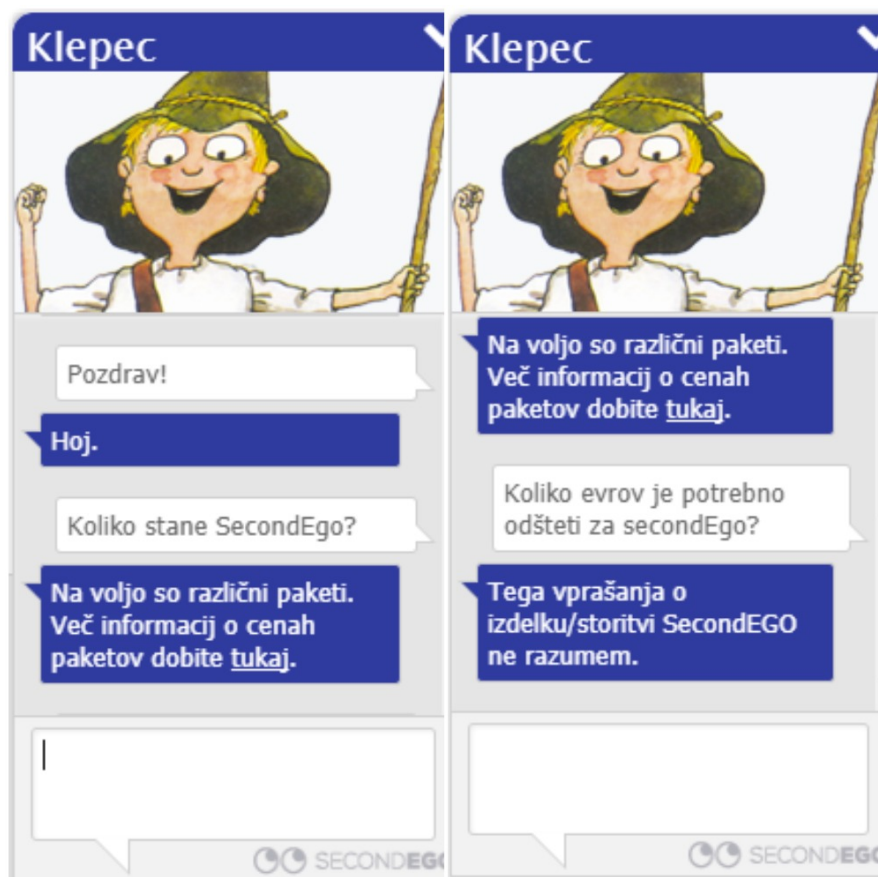 Klepec
Pozdrav!
Hoj.
Koliko stane SecondEgo?
Na voljo so različni paketi.
Več informacij o cenah
paketov dobite tukaj.
SECONDEGO
Klepec
Na voljo so različni paketi.
Več informacij o cenah
paketov dobite tukaj.
Koliko evrov je potrebno
odšteti za secondEgo?
Tega vprašanja o
izdelku/storitvi SecondEGO
ne razumem.
SECONDEGO